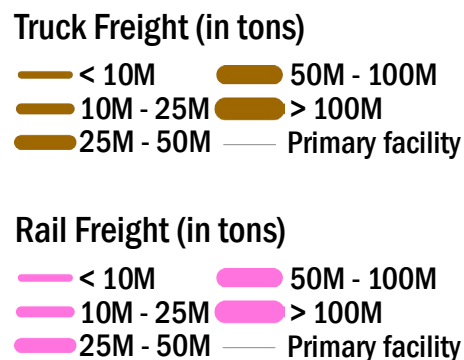 Truck Freight (in tons)
< 10M 50M - 100M
10M - 25M > 100M
25M - 50M Primary facility
Rail Freight (in tons)
< 10M 50M - 100M
10M - 25M > 100M
25M - 50M Primary facility